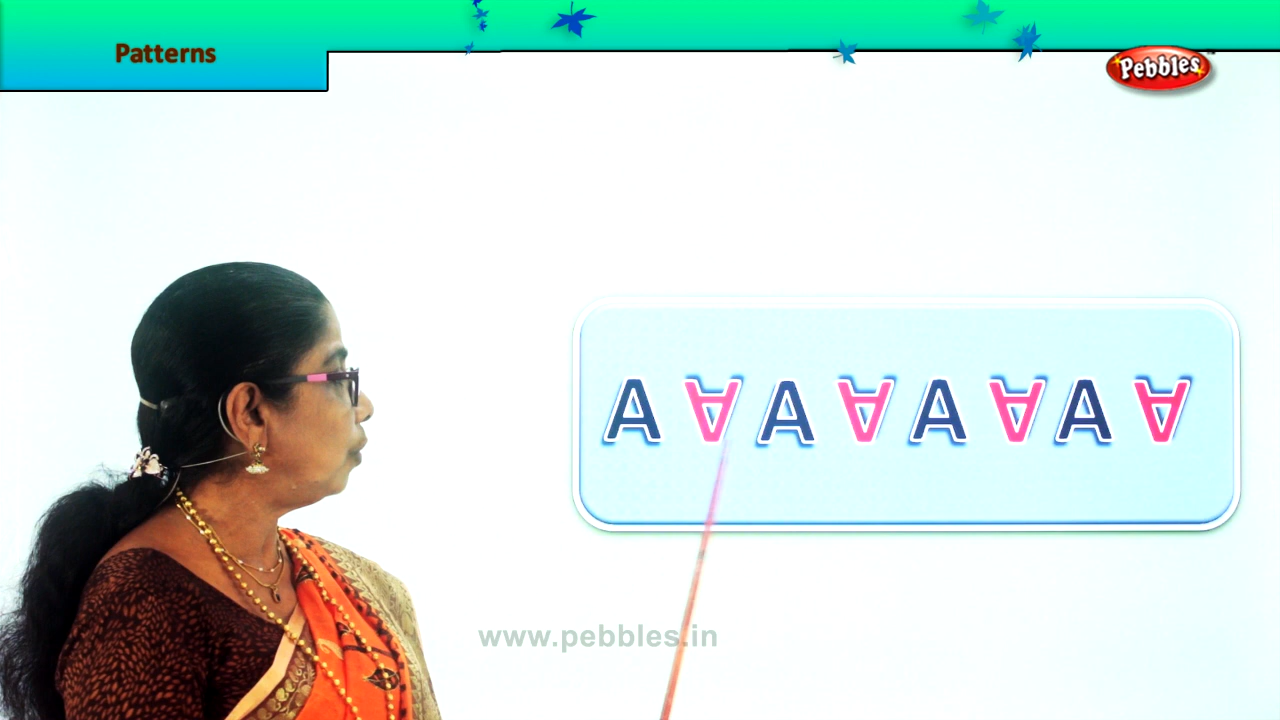 Patterns
Pebbles
A ∀ A ∀ A ∀ A ∀
www.pebbles.in